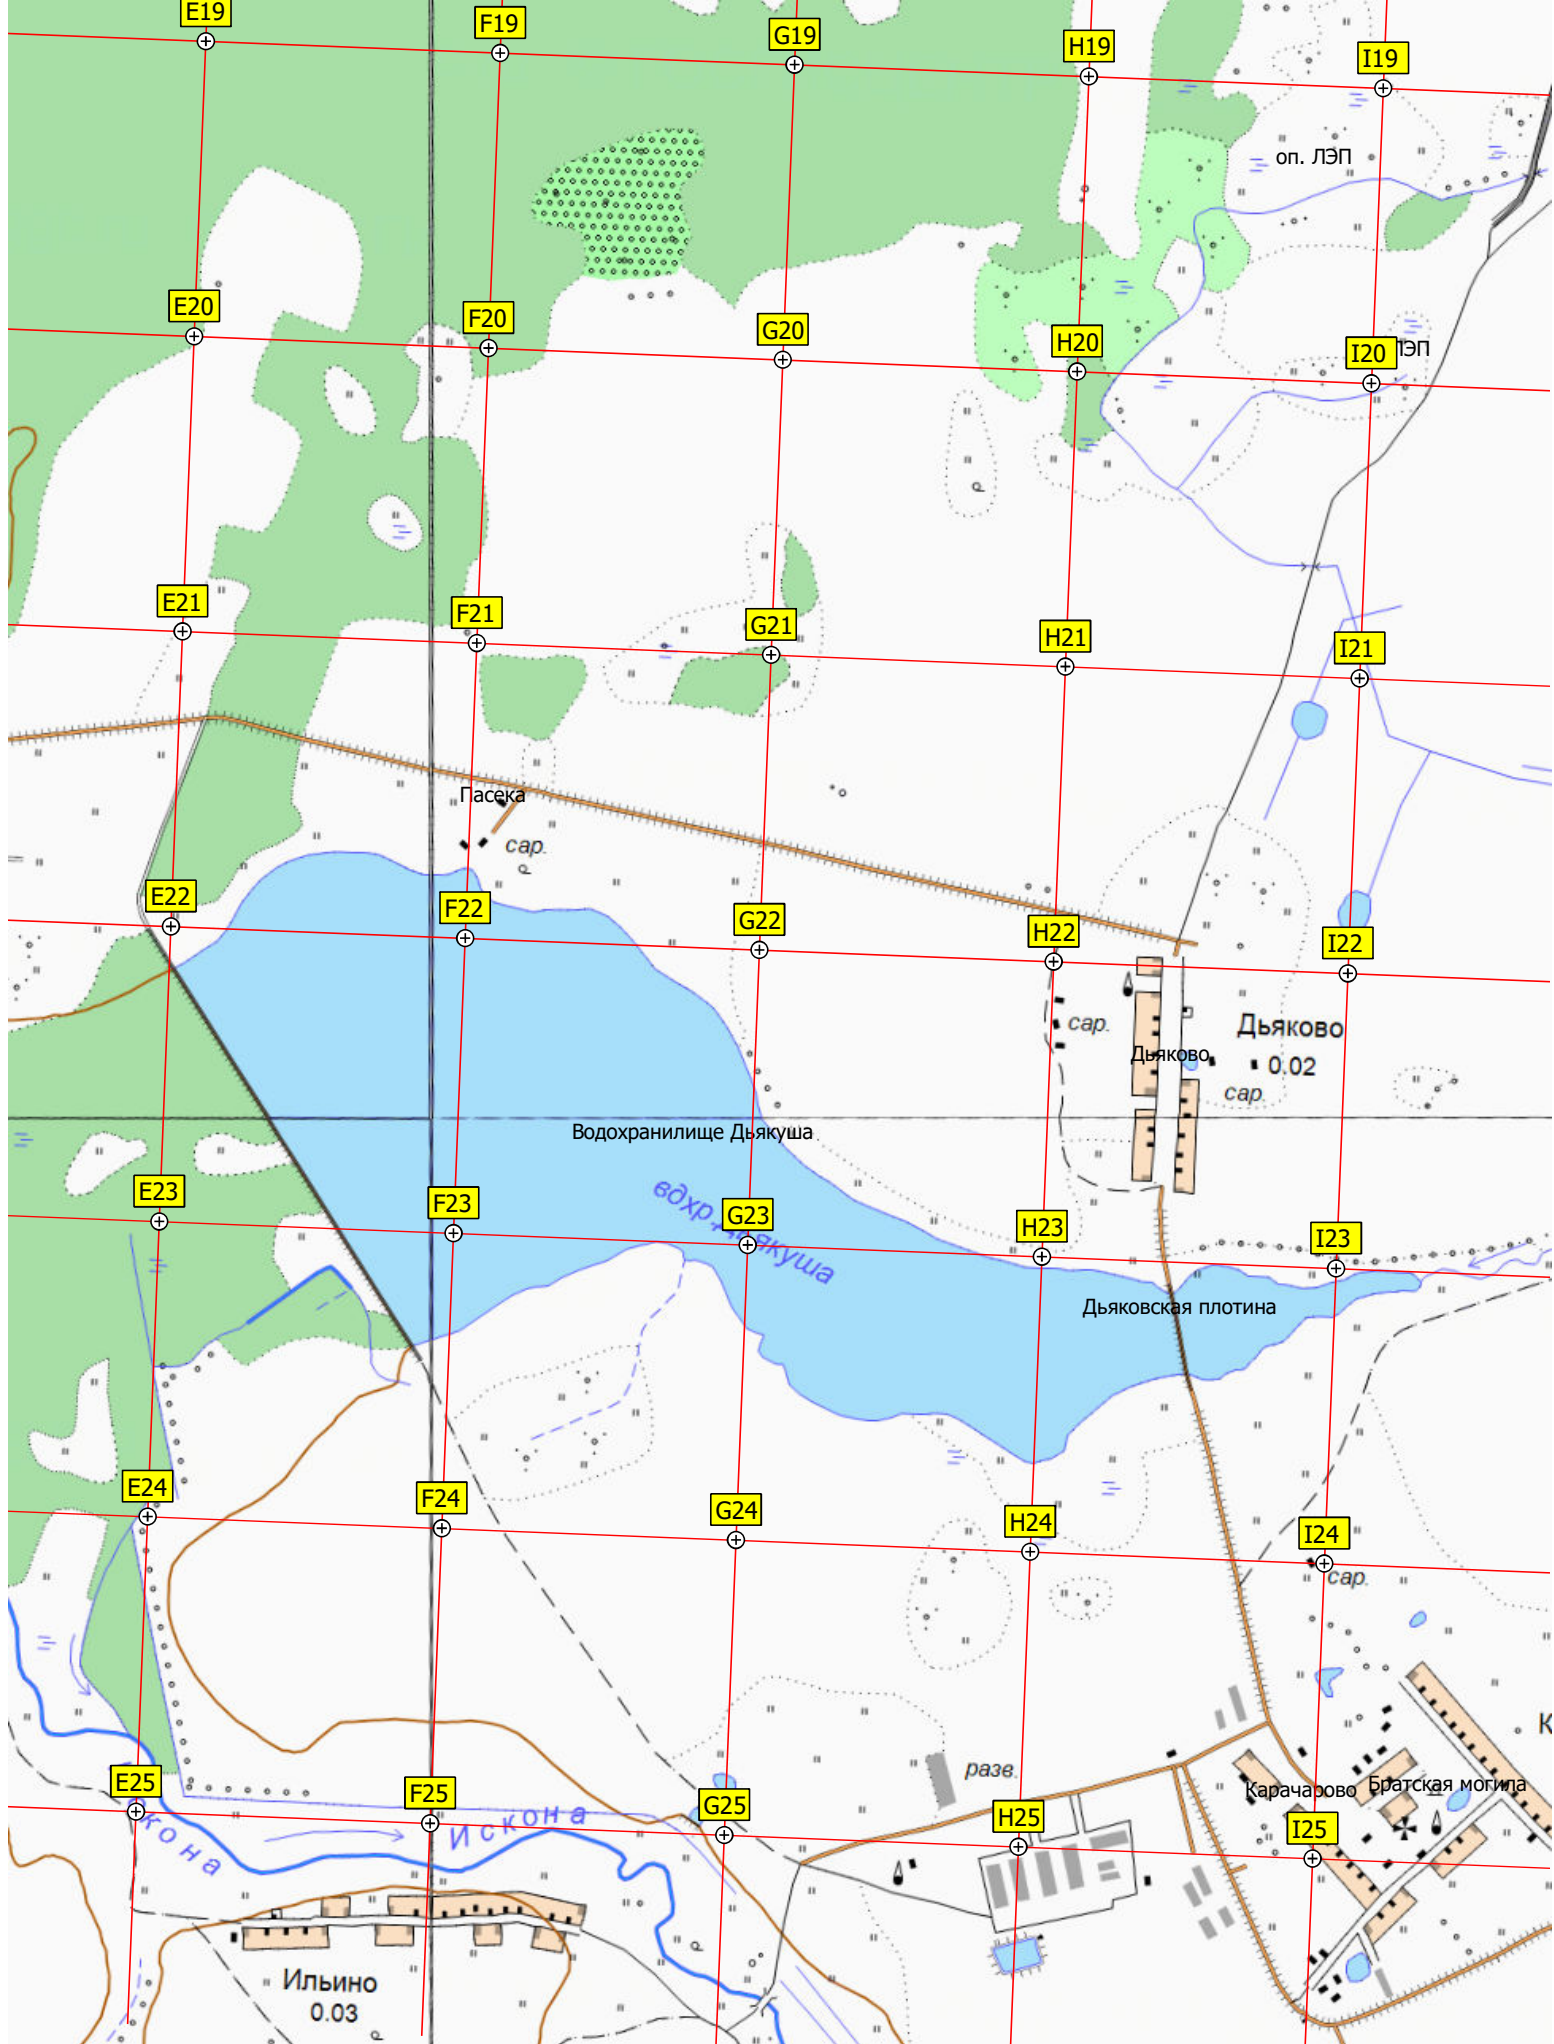 E19
F19
G19
H19
I19
оп. ЛЭП
E20
F20
G20
H20
I20
ЛЭП
E21
F21
G21
H21
I21
Пасека
сар.
E22
F22
G22
H22
I22
сар.
Дьяково
Дьяково
0.02
сар.
Водохранилище Дьякуша
E23
F23
вдхр. Дьякуша
G23
H23
I23
Дьяковская плотина
E24
F24
G24
H24
I24
сар.
К
разв.
Карачарово
Братская могила
E25
F25
Искона
G25
H25
I25
кона
Ильино
0.03